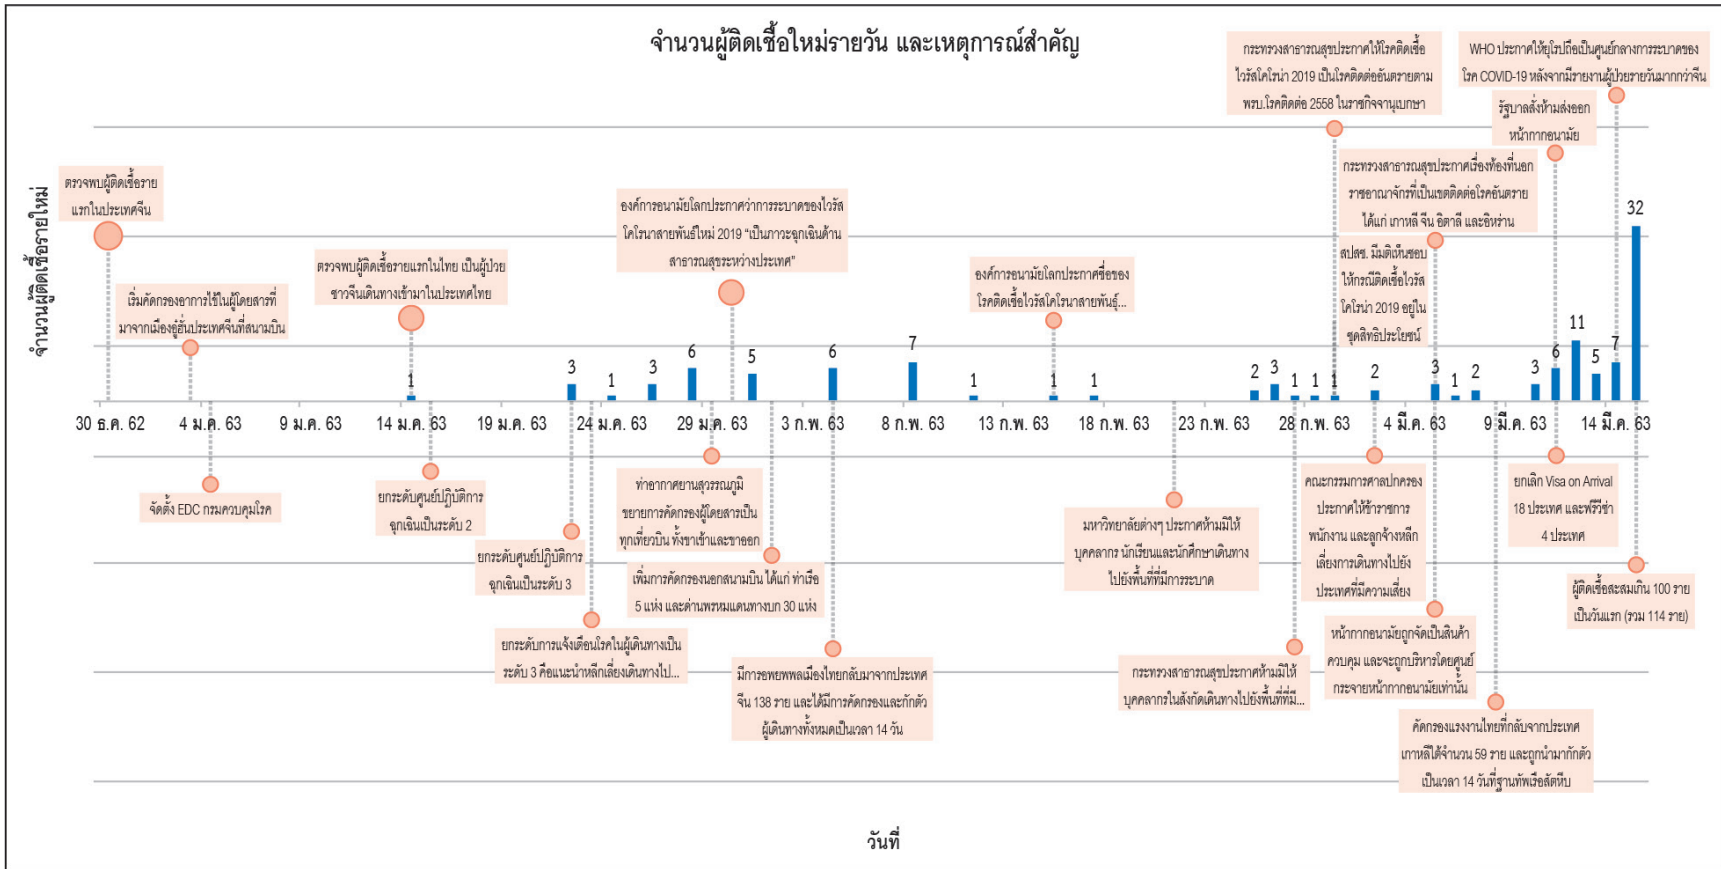 จำนวนผู้ติดเชื้อใหม่รายวัน และเหตุการณ์สำคัญ
จำนวนผู้ติดเชื้อรายใหม่
ตรวจพบผู้ติดเชื้อราย
แรกในประเทศจีน
เริ่มคัดกรองอาการไข้ในผู้โดยสารที่
มาจากเมืองอู่ฮั่นประเทศจีนที่สนามบิน
ตรวจพบผู้ติดเชื้อรายแรกในไทย เป็นผู้ป่วย
ชาวจีนเดินทางเข้ามาในประเทศไทย
องค์การอนามัยโลกประกาศว่าการระบาดของไวรัส
โคโรนาสายพันธ์ใหม่ 2019 "เป็นภาวะฉุกเฉินด้าน
สาธารณสุขระหว่างประเทศ"
องค์การอนามัยโลกประกาศชื่อของ
โรคติดเชื้อไวรัสโคโรนาสายพันธุ์...
กระทรวงสาธารณสุขประกาศให้โรคติดเชื้อ
ไวรัสโคโรน่า 2019 เป็นโรคติดต่ออันตรายตาม
พรบ.โรคติดต่อ 2558 ในราชกิจจานุเบกษา
กระทรวงสาธารณสุขประกาศเรื่องท้องที่นอก
ราชอาณาจักรที่เป็นเขตติดต่อโรคอันตราย
ได้แก่ เกาหลี จีน อิตาลี และอิหร่าน
สปสช. มีมติเห็นชอบ
ให้กรณีติดเชื้อไวรัส
โคโรน่า 2019 อยู่ใน
ชุดสิทธิประโยชน์
WHO ประกาศให้ยุโรปถือเป็นศูนย์กลางการระบาดของ
โรค COVID-19 หลังจากมีรายงานผู้ป่วยรายวันมากกว่าจีน
รัฐบาลสั่งห้ามส่งออก
หน้ากากอนามัย
1 3 1 3 6 5 6 7 1 1 1 2 3 1 1 1 2 3 1 2 3 6 11 5 7 32
30 ธ.ค. 62 4 ม.ค. 63 9 ม.ค. 63 14 ม.ค. 63 19 ม.ค. 63 24 ม.ค. 63 29 ม.ค. 63 3 ก.พ. 63 8 ก.พ. 63 13 ก.พ. 63 18 ก.พ. 63 23 ก.พ. 63 28 ก.พ. 63 4 มี.ค. 63 9 มี.ค. 63 14 มี.ค. 63
จัดตั้ง EDC กรมควบคุมโรค
ยกระดับศูนย์ปฏิบัติการ
ฉุกเฉินเป็นระดับ 2
ยกระดับศูนย์ปฏิบัติการ
ฉุกเฉินเป็นระดับ 3
ยกระดับการแจ้งเตือนโรคในผู้เดินทางเป็น
ระดับ 3 คือแนะนำหลีกเลี่ยงเดินทางไป...
ท่าอากาศยานสุวรรณภูมิ
ขยายการคัดกรองผู้โดยสารเป็น
ทุกเที่ยวบิน ทั้งขาเข้าและขาออก
เพิ่มการคัดกรองนอกสนามบิน ได้แก่ ท่าเรือ
5 แห่ง และด่านพรหมแดนทางบก 30 แห่ง
มีการอพยพพลเมืองไทยกลับมาจากประเทศ
จีน 138 ราย และได้มีการคัดกรองและกักตัว
ผู้เดินทางทั้งหมดเป็นเวลา 14 วัน
มหาวิทยาลัยต่างๆ ประกาศห้ามมิให้
บุคคลากร นักเรียนและนักศึกษาเดินทาง
ไปยังพื้นที่ที่มีการระบาด
กระทรวงสาธารณสุขประกาศห้ามมิให้
บุคคลากรในสังกัดเดินทางไปยังพื้นที่ที่มี...
คณะกรรมการศาลปกครอง
ประกาศให้ข้าราชการ
พนักงาน และลูกจ้างหลีก
เลี่ยงการเดินทางไปยัง
ประเทศที่มีความเสี่ยง
หน้ากากอนามัยถูกจัดเป็นสินค้า
ควบคุม และจะถูกบริหารโดยศูนย์
กระจายหน้ากากอนามัยเท่านั้น
คัดกรองแรงงานไทยที่กลับจากประเทศ
เกาหลีใต้จำนวน 59 ราย และถูกนำมากักตัว
เป็นเวลา 14 วันที่ฐานทัพเรือสัตหีบ
ยกเลิก Visa on Arrival
18 ประเทศ และฟรีวีซ่า
4 ประเทศ
ผู้ติดเชื้อสะสมเกิน 100 ราย
เป็นวันแรก (รวม 114 ราย)
วันที่